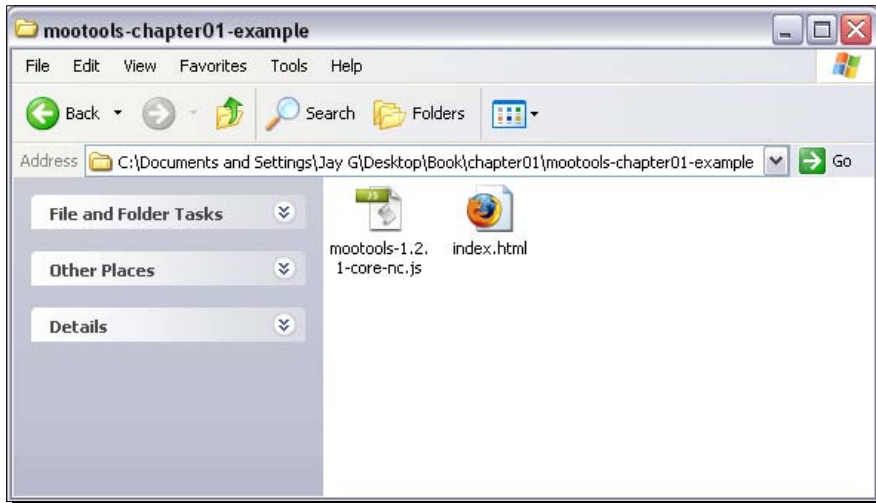 mootools-chapter01-example
File Edit View Favorites Tools Help
Back Search Folders
Address C:\Documents and Settings\Jay G\Desktop\Book\chapter01\mootools-chapter01-example Go
File and Folder Tasks
Other Places
Details
JS
mootools-1.2.
1-core-nc.js
index.html